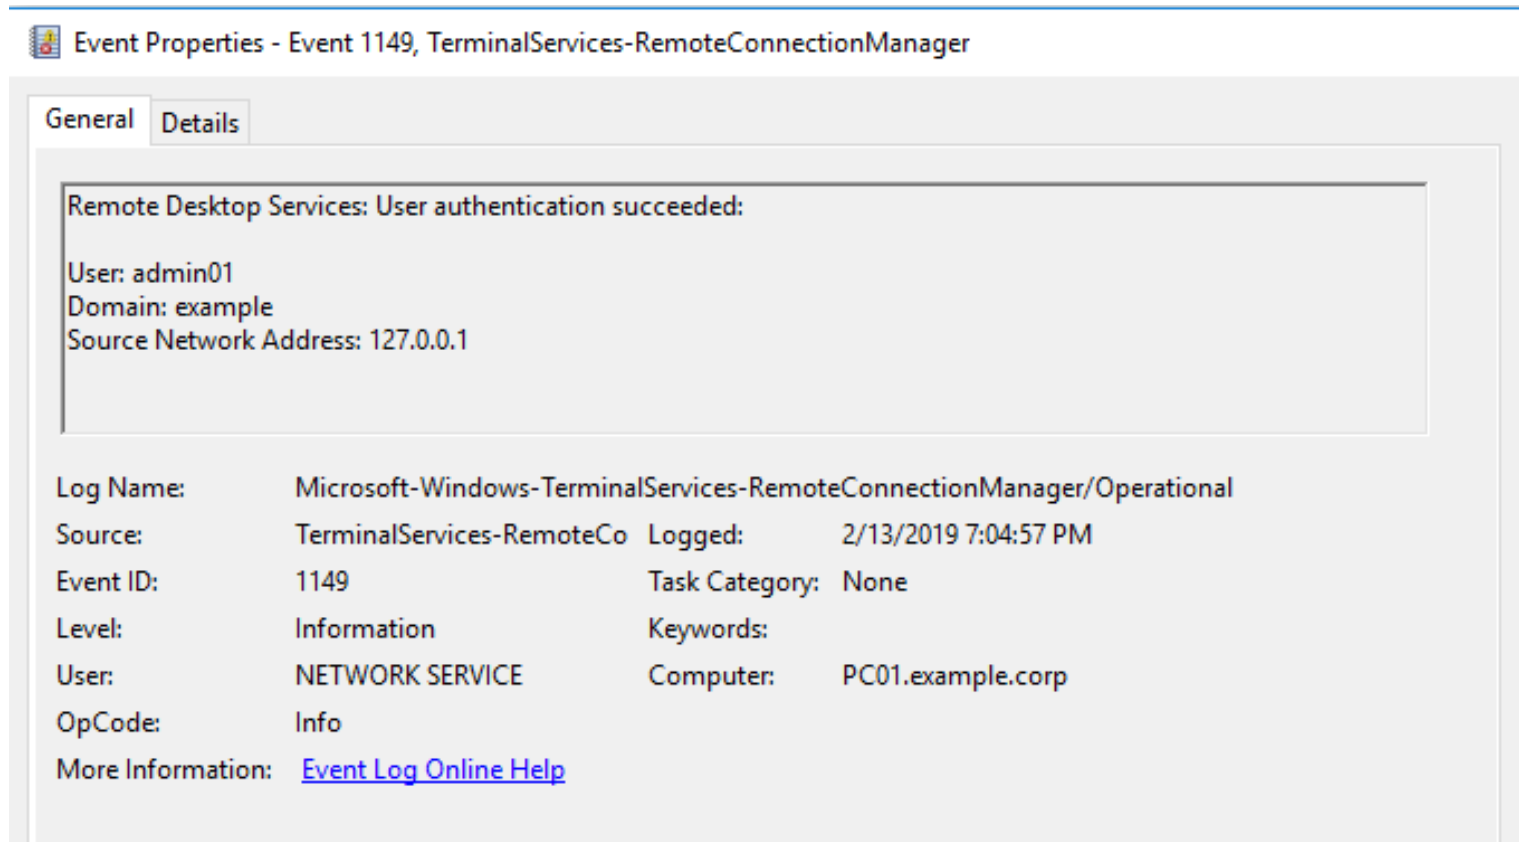 Event Properties - Event 1149, TerminalServices-RemoteConnectionManager
General Details
Remote Desktop Services: User authentication succeeded:
User: admin01
Domain: example
Source Network Address: 127.0.0.1
Log Name: Microsoft-Windows-TerminalServices-RemoteConnectionManager/Operational
Source: TerminalServices-RemoteCo Logged: 2/13/2019 7:04:57 PM
Event ID: 1149 Task Category: None
Level: Information Keywords:
User: NETWORK SERVICE Computer: PC01.example.corp
OpCode: Info
More Information: Event Log Online Help